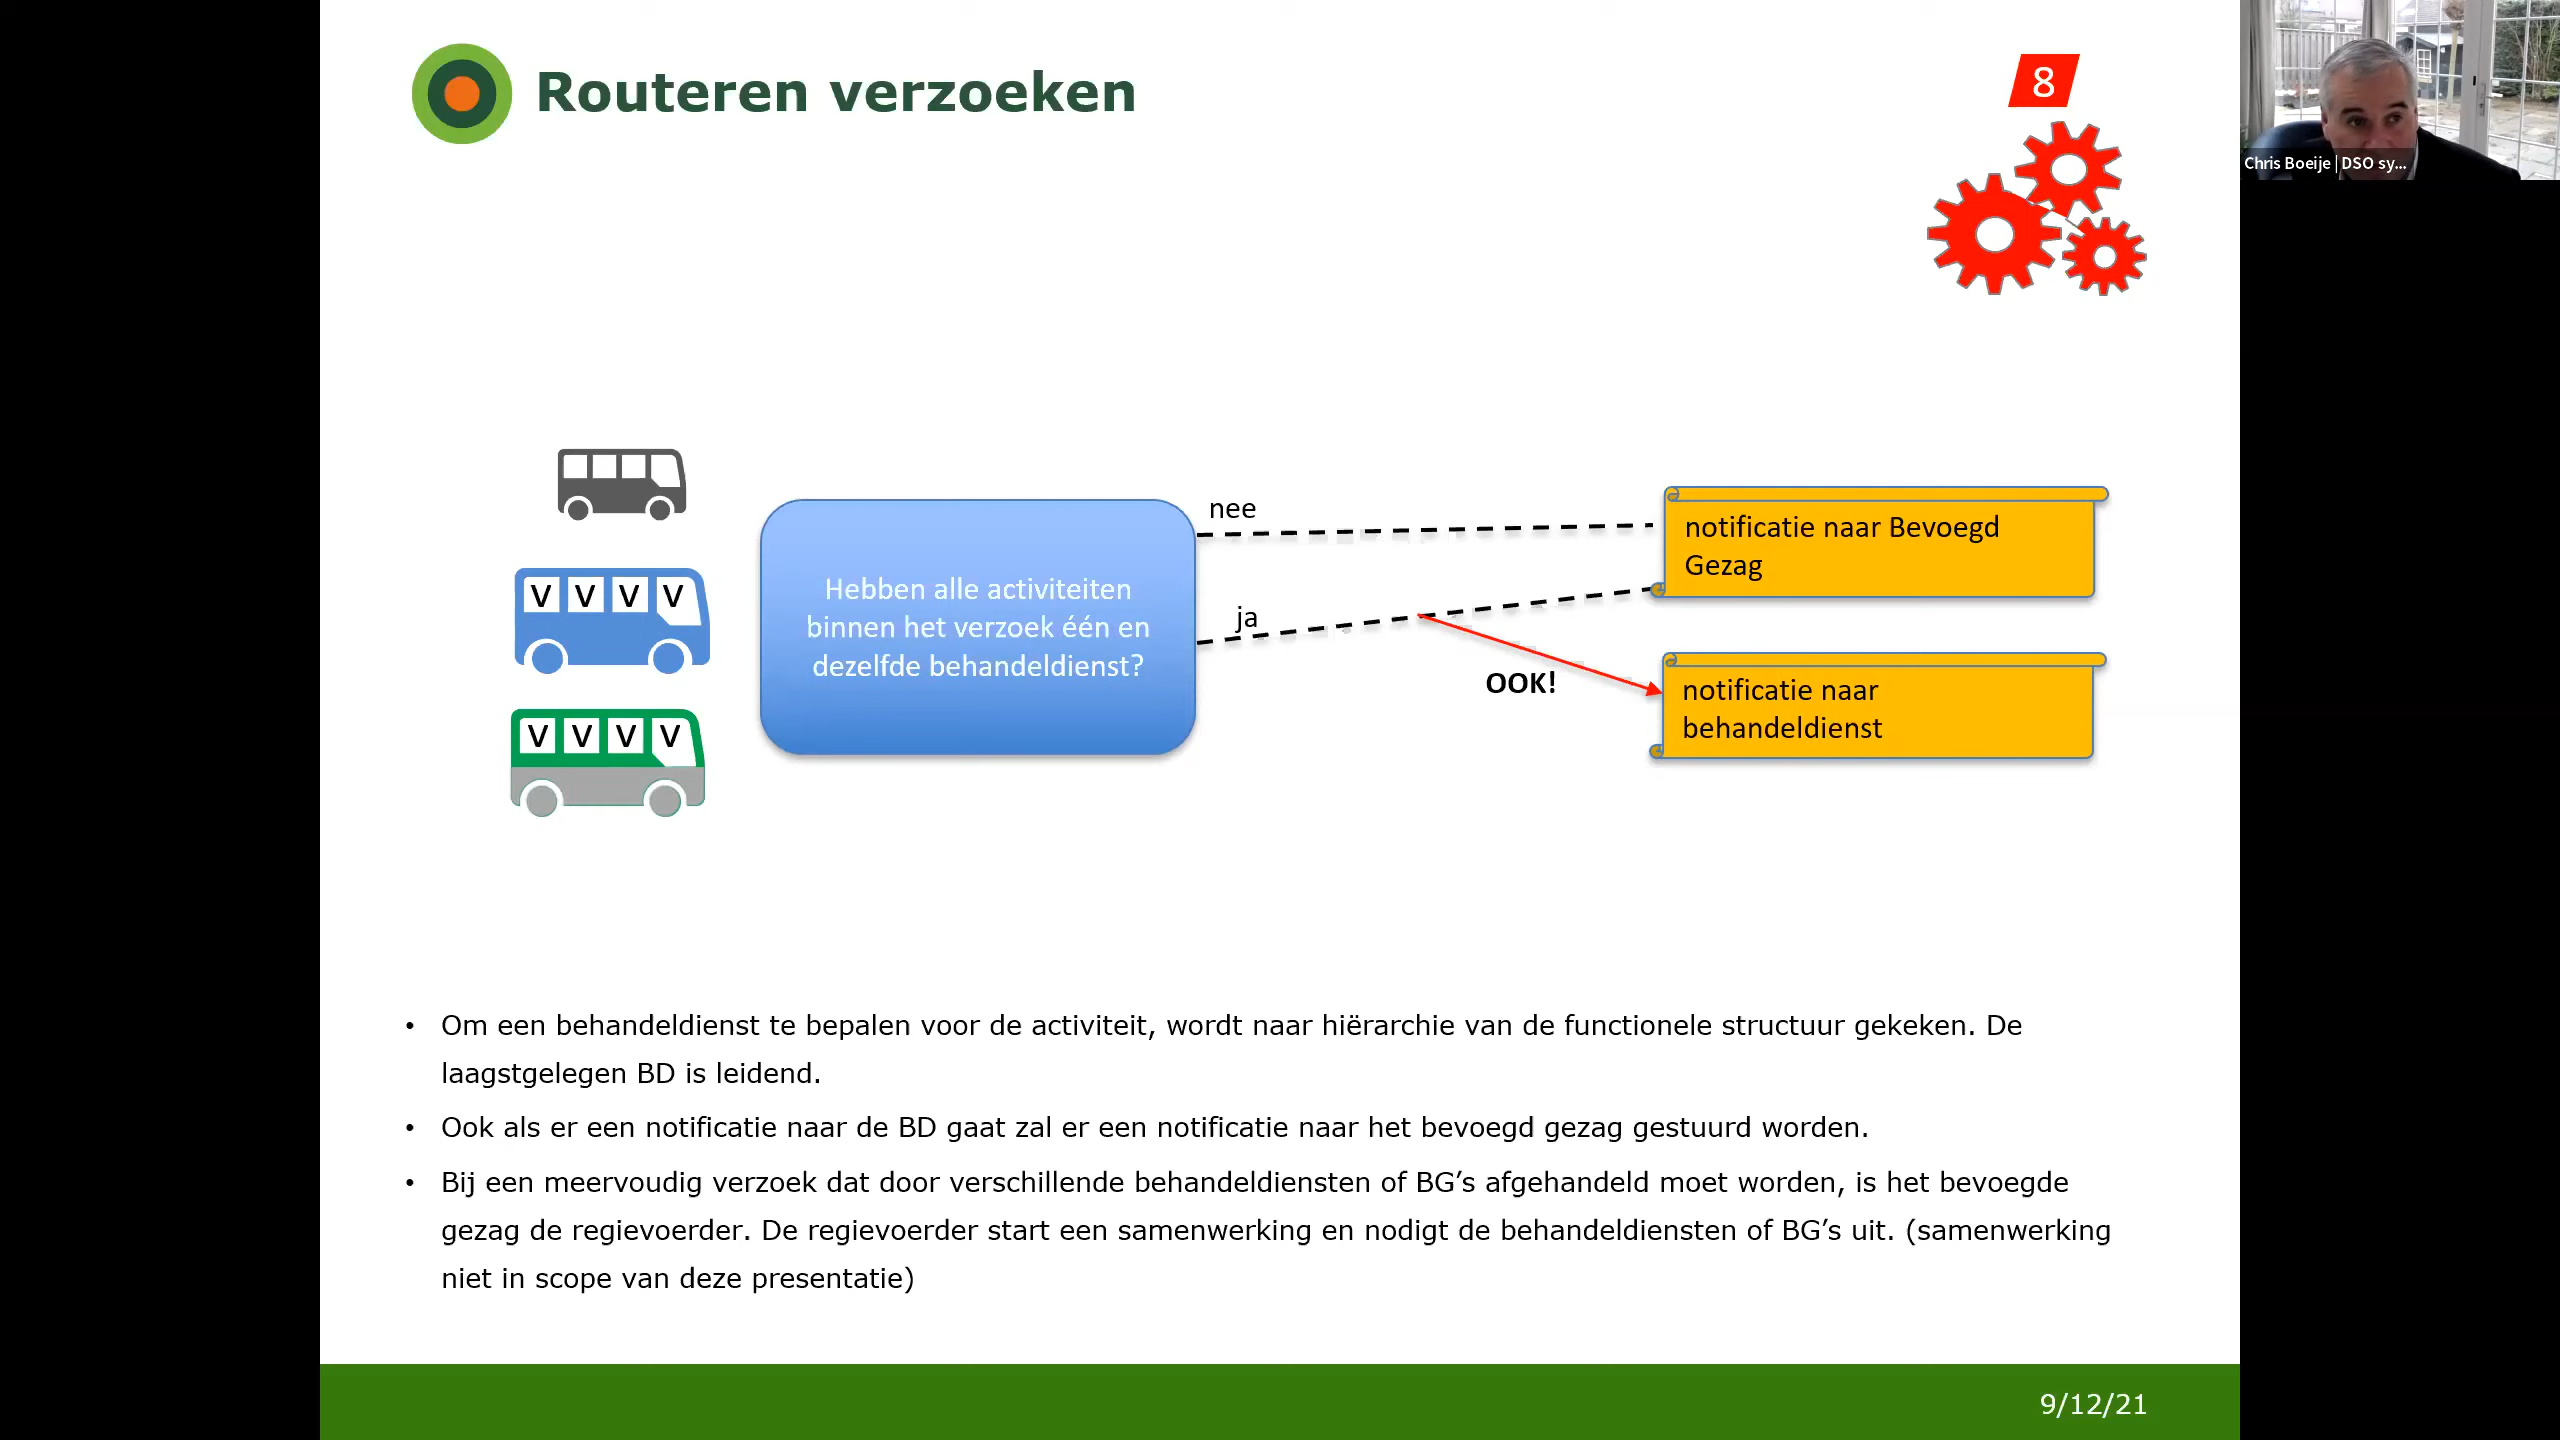 Routeren verzoeken
8
Chris Boeije | DSO sy...
nee
notificatie naar Bevoegd
Gezag
V V V V
Hebben alle activiteiten
binnen het verzoek één en
dezelfde behandeldienst?
ja
OOK!
notificatie naar
behandeldienst
V V V V
• Om een behandeldienst te bepalen voor de activiteit, wordt naar hiërarchie van de functionele structuur gekeken. De
laagstgelegen BD is leidend.
• Ook als er een notificatie naar de BD gaat zal er een notificatie naar het bevoegd gezag gestuurd worden.
• Bij een meervoudig verzoek dat door verschillende behandeldiensten of BG’s afgehandeld moet worden, is het bevoegde
gezag de regievoerder. De regievoerder start een samenwerking en nodigt de behandeldiensten of BG’s uit. (samenwerking
niet in scope van deze presentatie)
9/12/21